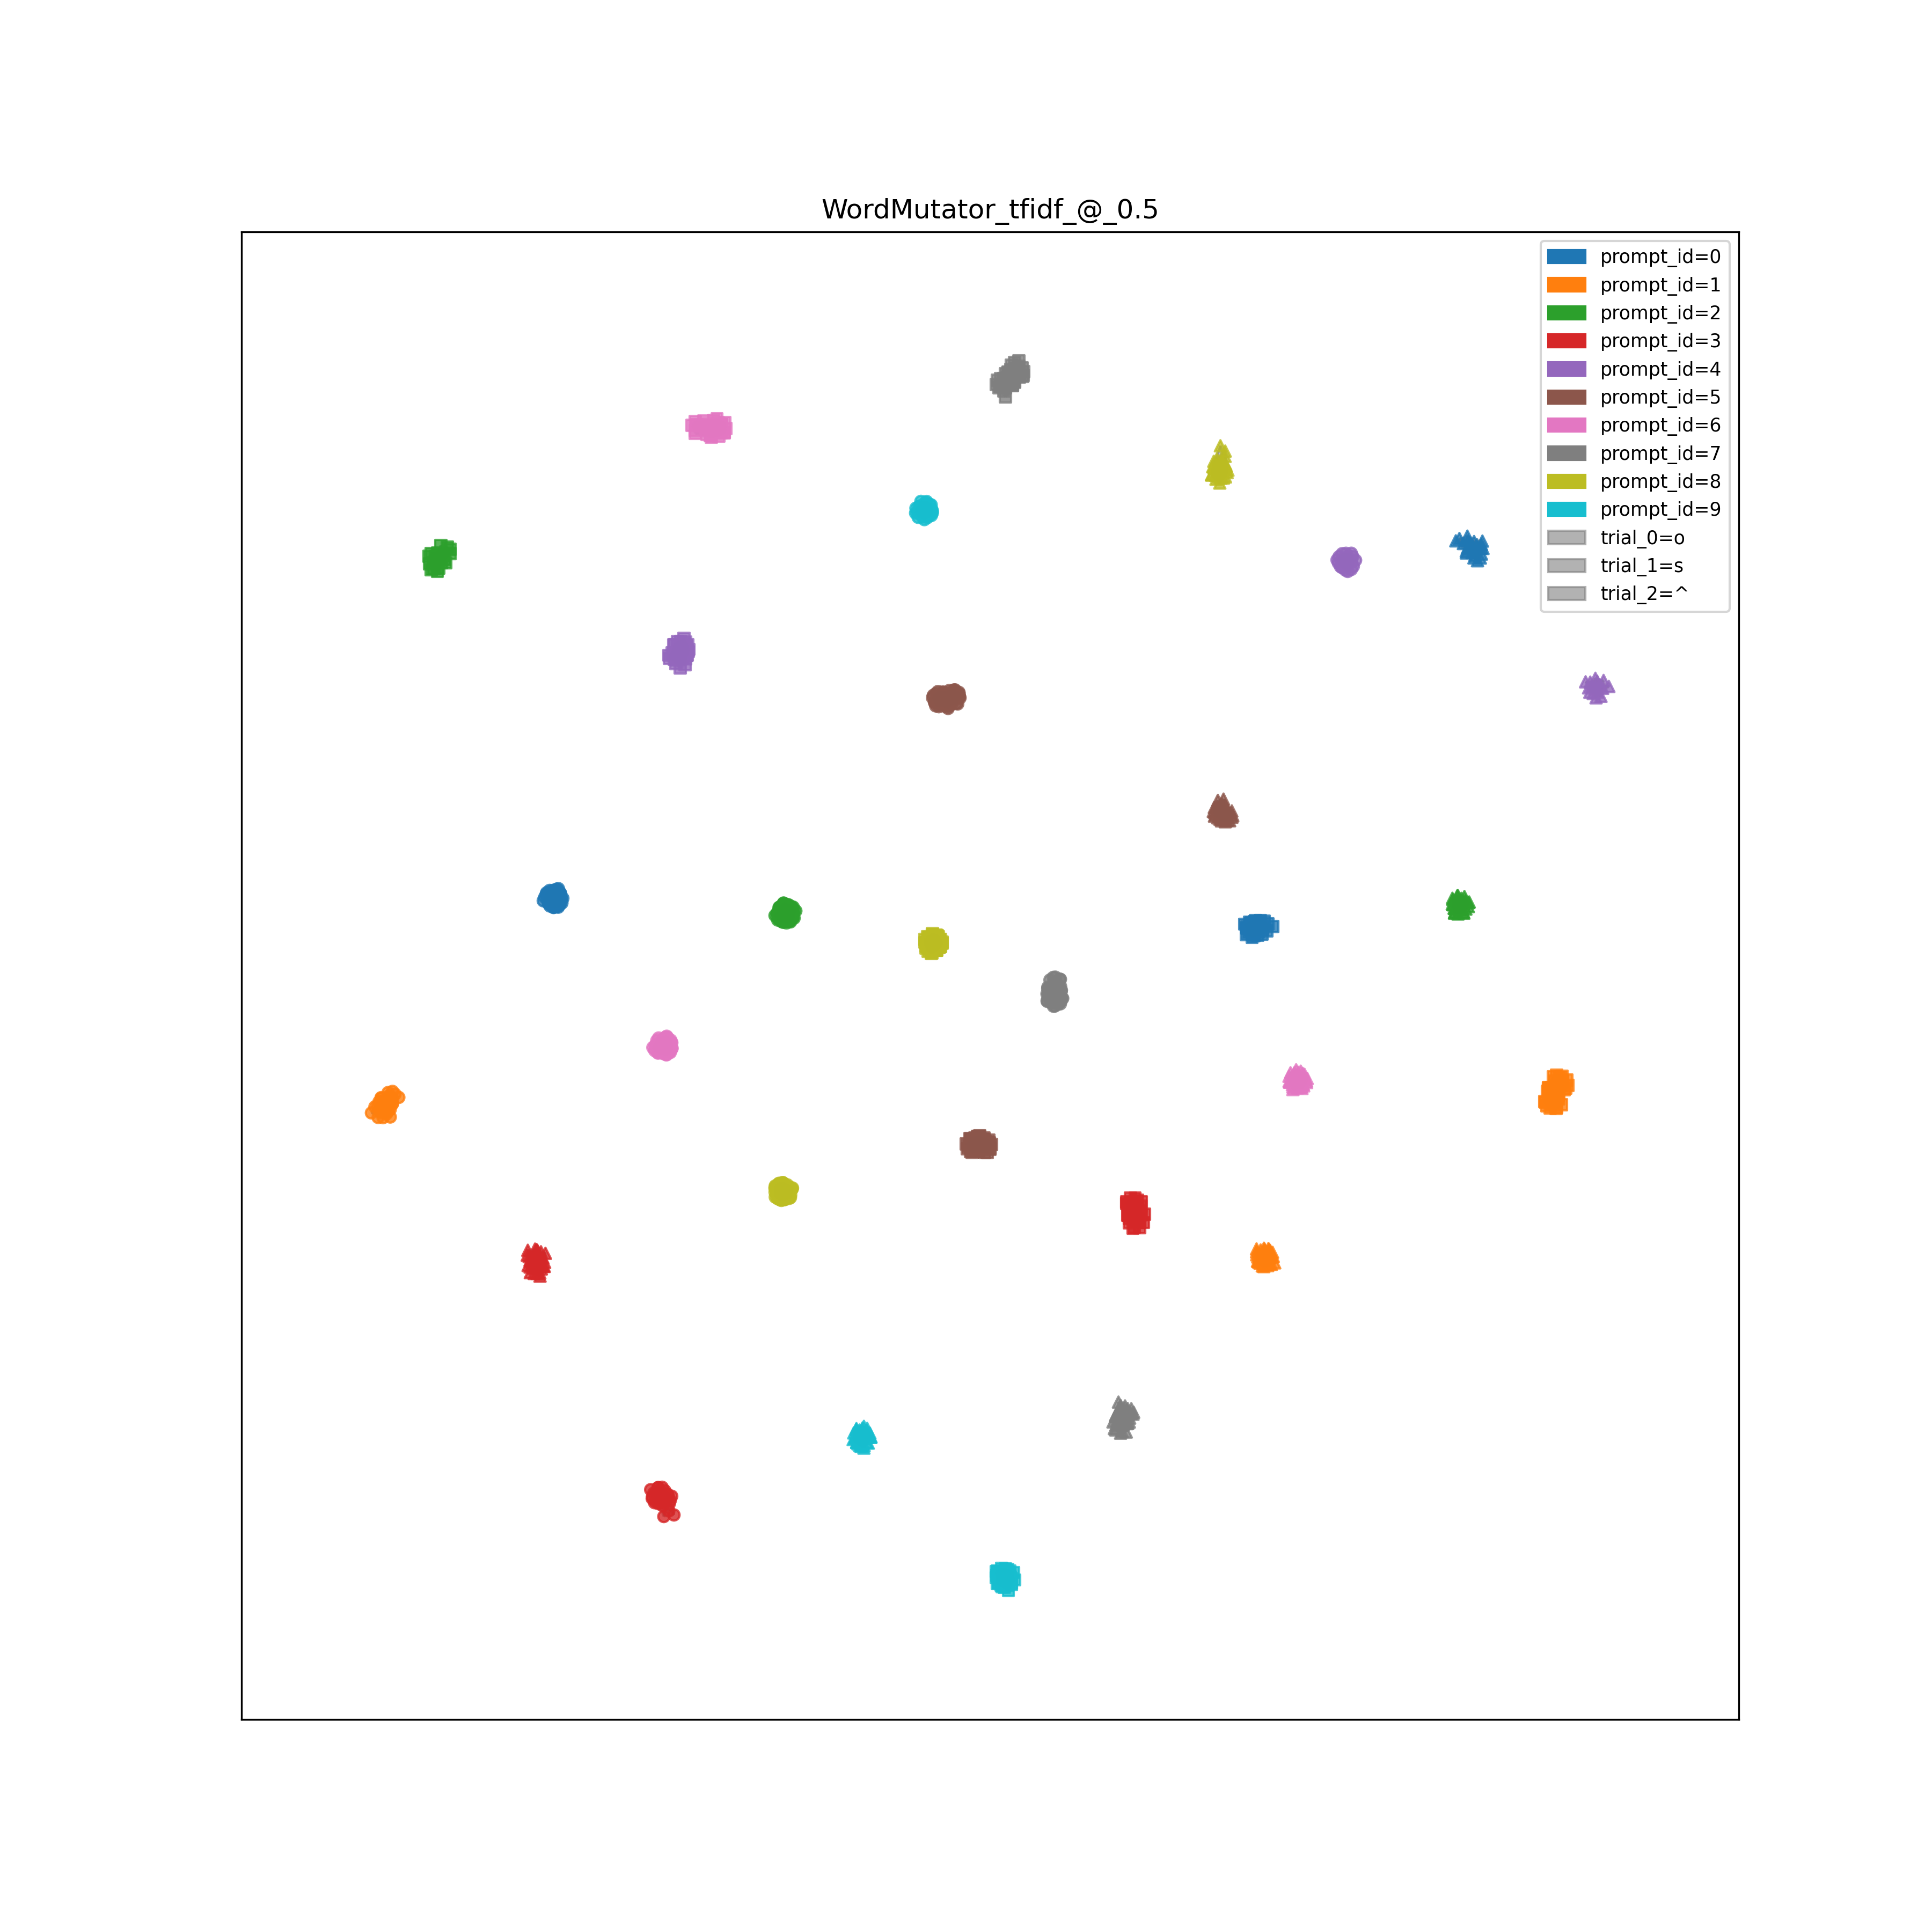 WordMutator_tfidf_@_0.5
prompt_id=0
prompt_id=1
prompt_id=2
prompt_id=3
prompt_id=4
prompt_id=5
prompt_id=6
prompt_id=7
prompt_id=8
prompt_id=9
trial_0=o
trial_1=s
trial_2=^